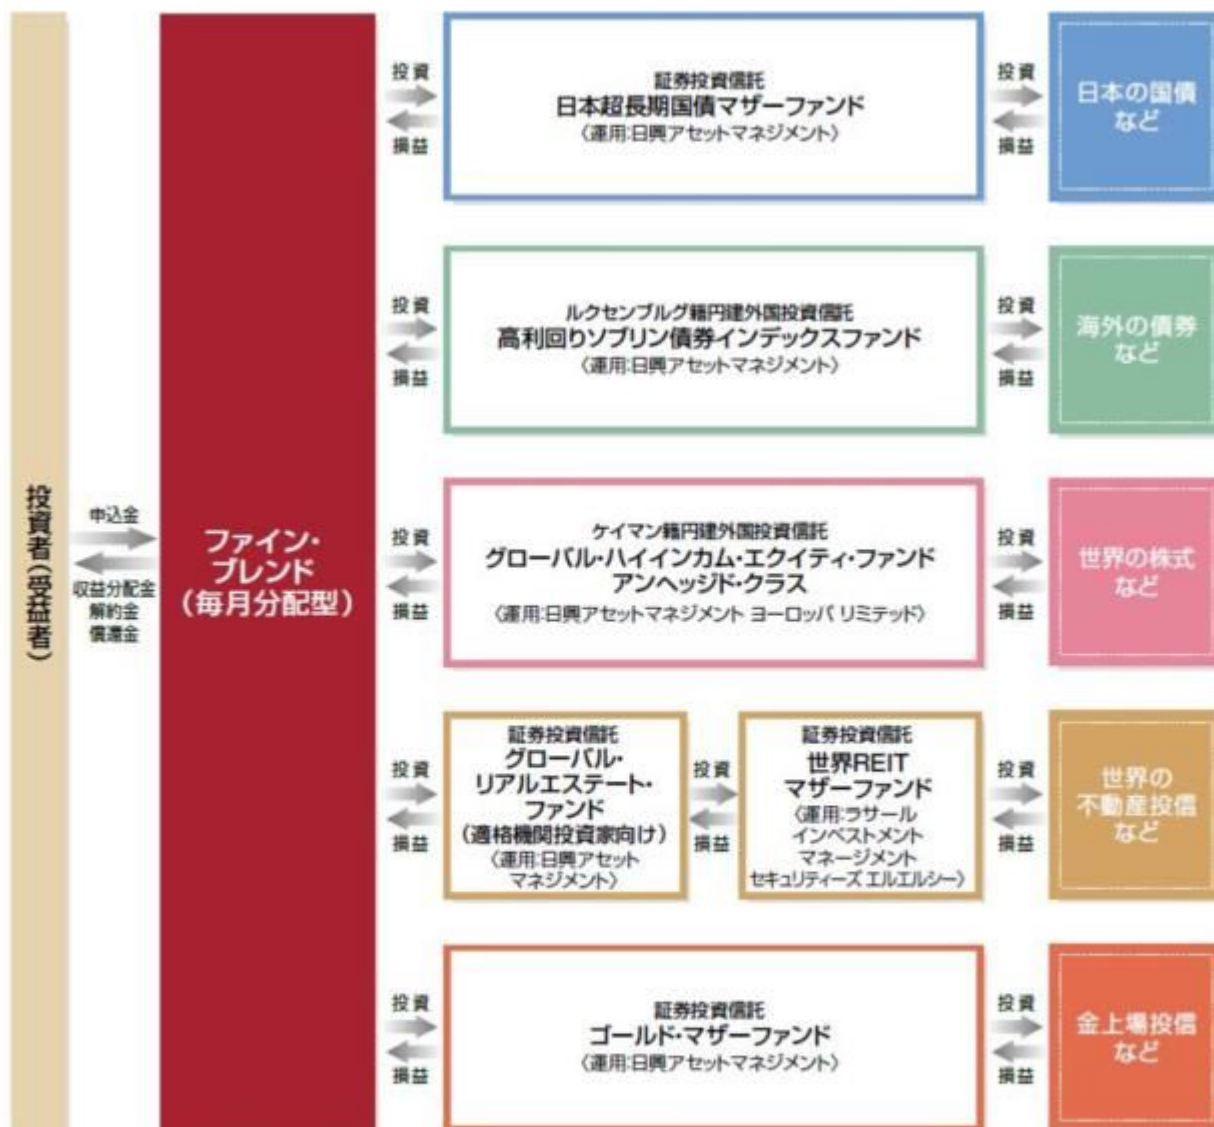 投資者(受益者)
申込金
収益分配金
解約金
償還金
ファイン・
ブレンド
(毎月分配型)
投資
損益
証券投資信託
日本超長期国債マザーファンド
〈運用:日興アセットマネジメント〉
投資
損益
日本の国債
など
投資
損益
ルクセンブルグ籍円建外国投資信託
高利回りソブリン債券インデックスファンド
〈運用:日興アセットマネジメント〉
投資
損益
海外の債券
など
投資
損益
ケイマン籍円建外国投資信託
グローバル・ハイインカム・エクイティ・ファンド
アンヘッジド・クラス
〈運用:日興アセットマネジメント ヨーロッパ リミテッド〉
投資
損益
世界の株式
など
投資
損益
証券投資信託
グローバル・
リアルエステート・
ファンド
(適格機関投資家向け)
〈運用:日興アセット
マネジメント〉
投資
損益
証券投資信託
世界REIT
マザーファンド
〈運用:ラサール
インベストメント
マネージメント
セキュリティーズ エルエルシー〉
投資
損益
世界の
不動産投信
など
投資
損益
証券投資信託
ゴールド・マザーファンド
〈運用:日興アセットマネジメント〉
投資
損益
金上場投信
など